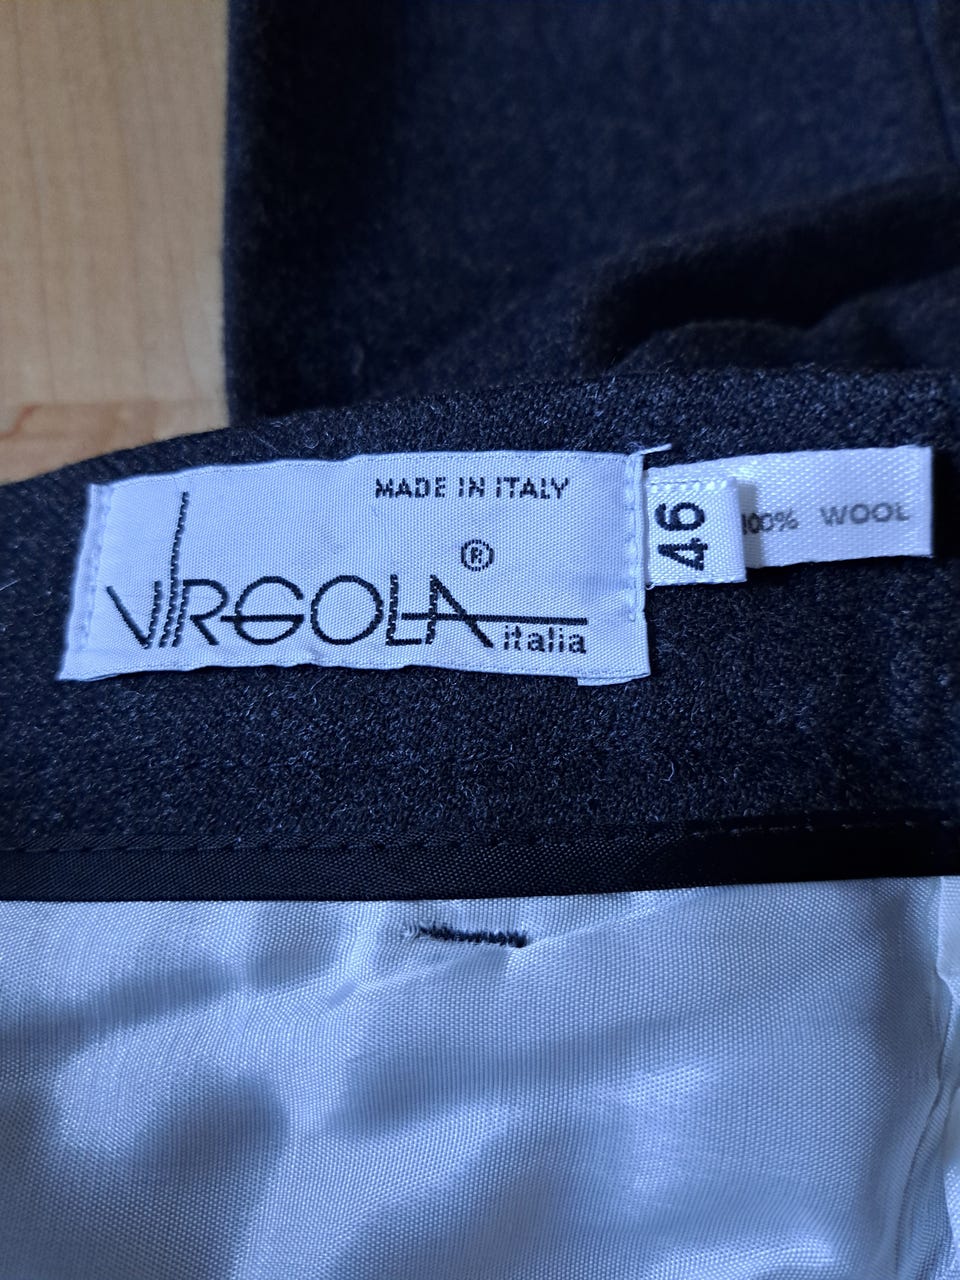 MADE IN ITALY
VIRGOLA ®
italia
46
100% WOOL